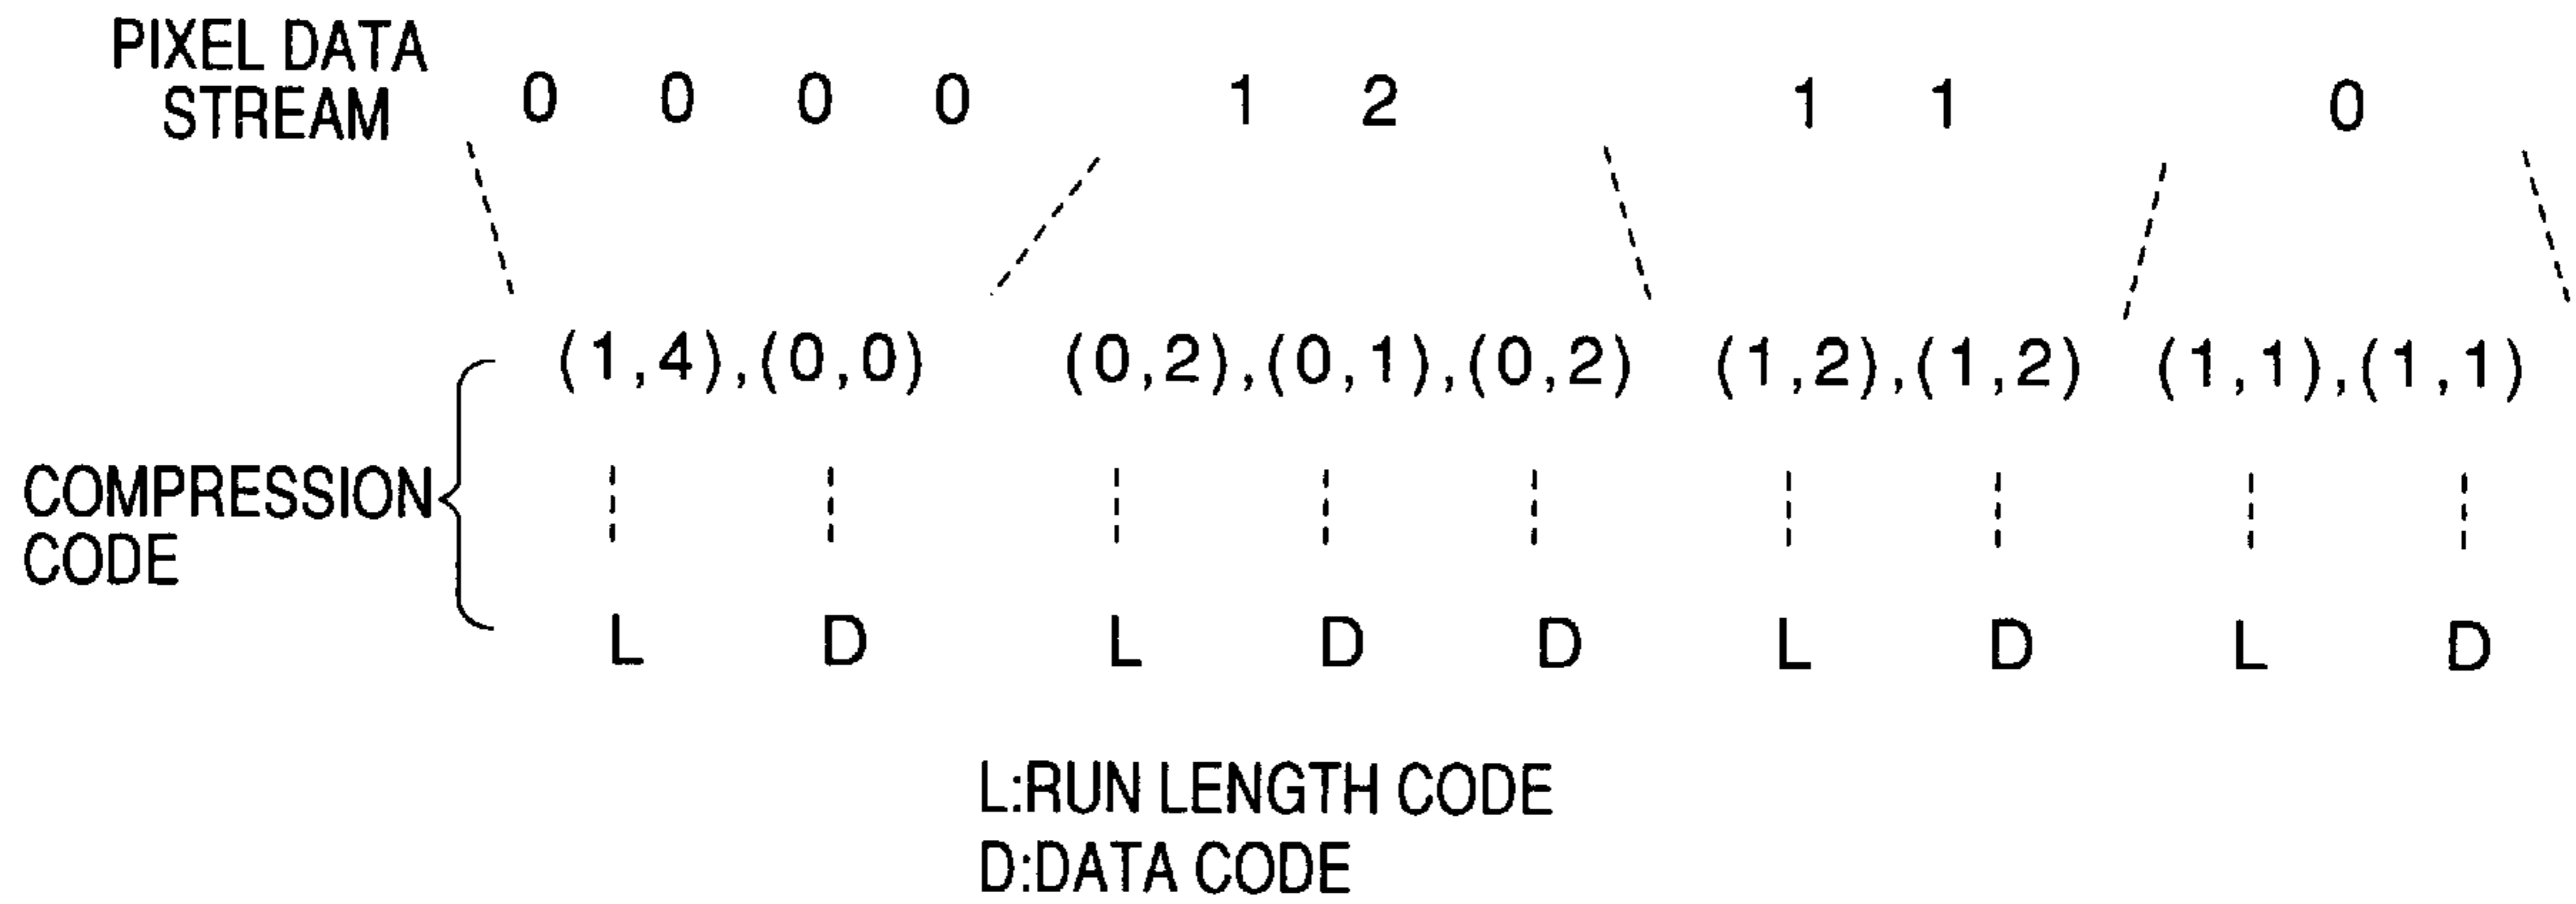 PIXEL DATA
STREAM
0 0 0 0 1 2 1 1 0
(1,4),(0,0) (0,2),(0,1),(0,2) (1,2),(1,2) (1,1),(1,1)
COMPRESSION
CODE
L D L D D L D L D
L:RUN LENGTH CODE
D:DATA CODE